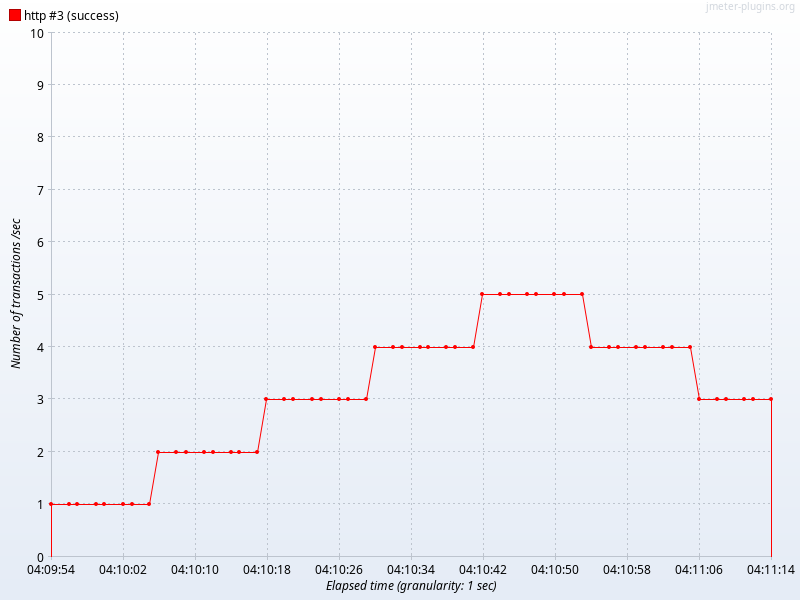 jmeter-plugins.org
http #3 (success)
10
9
8
7
6
5
4
3
2
1
0
Number of transactions /sec
04:09:54 04:10:02 04:10:10 04:10:18 04:10:26 04:10:34 04:10:42 04:10:50 04:10:58 04:11:06 04:11:14
Elapsed time (granularity: 1 sec)